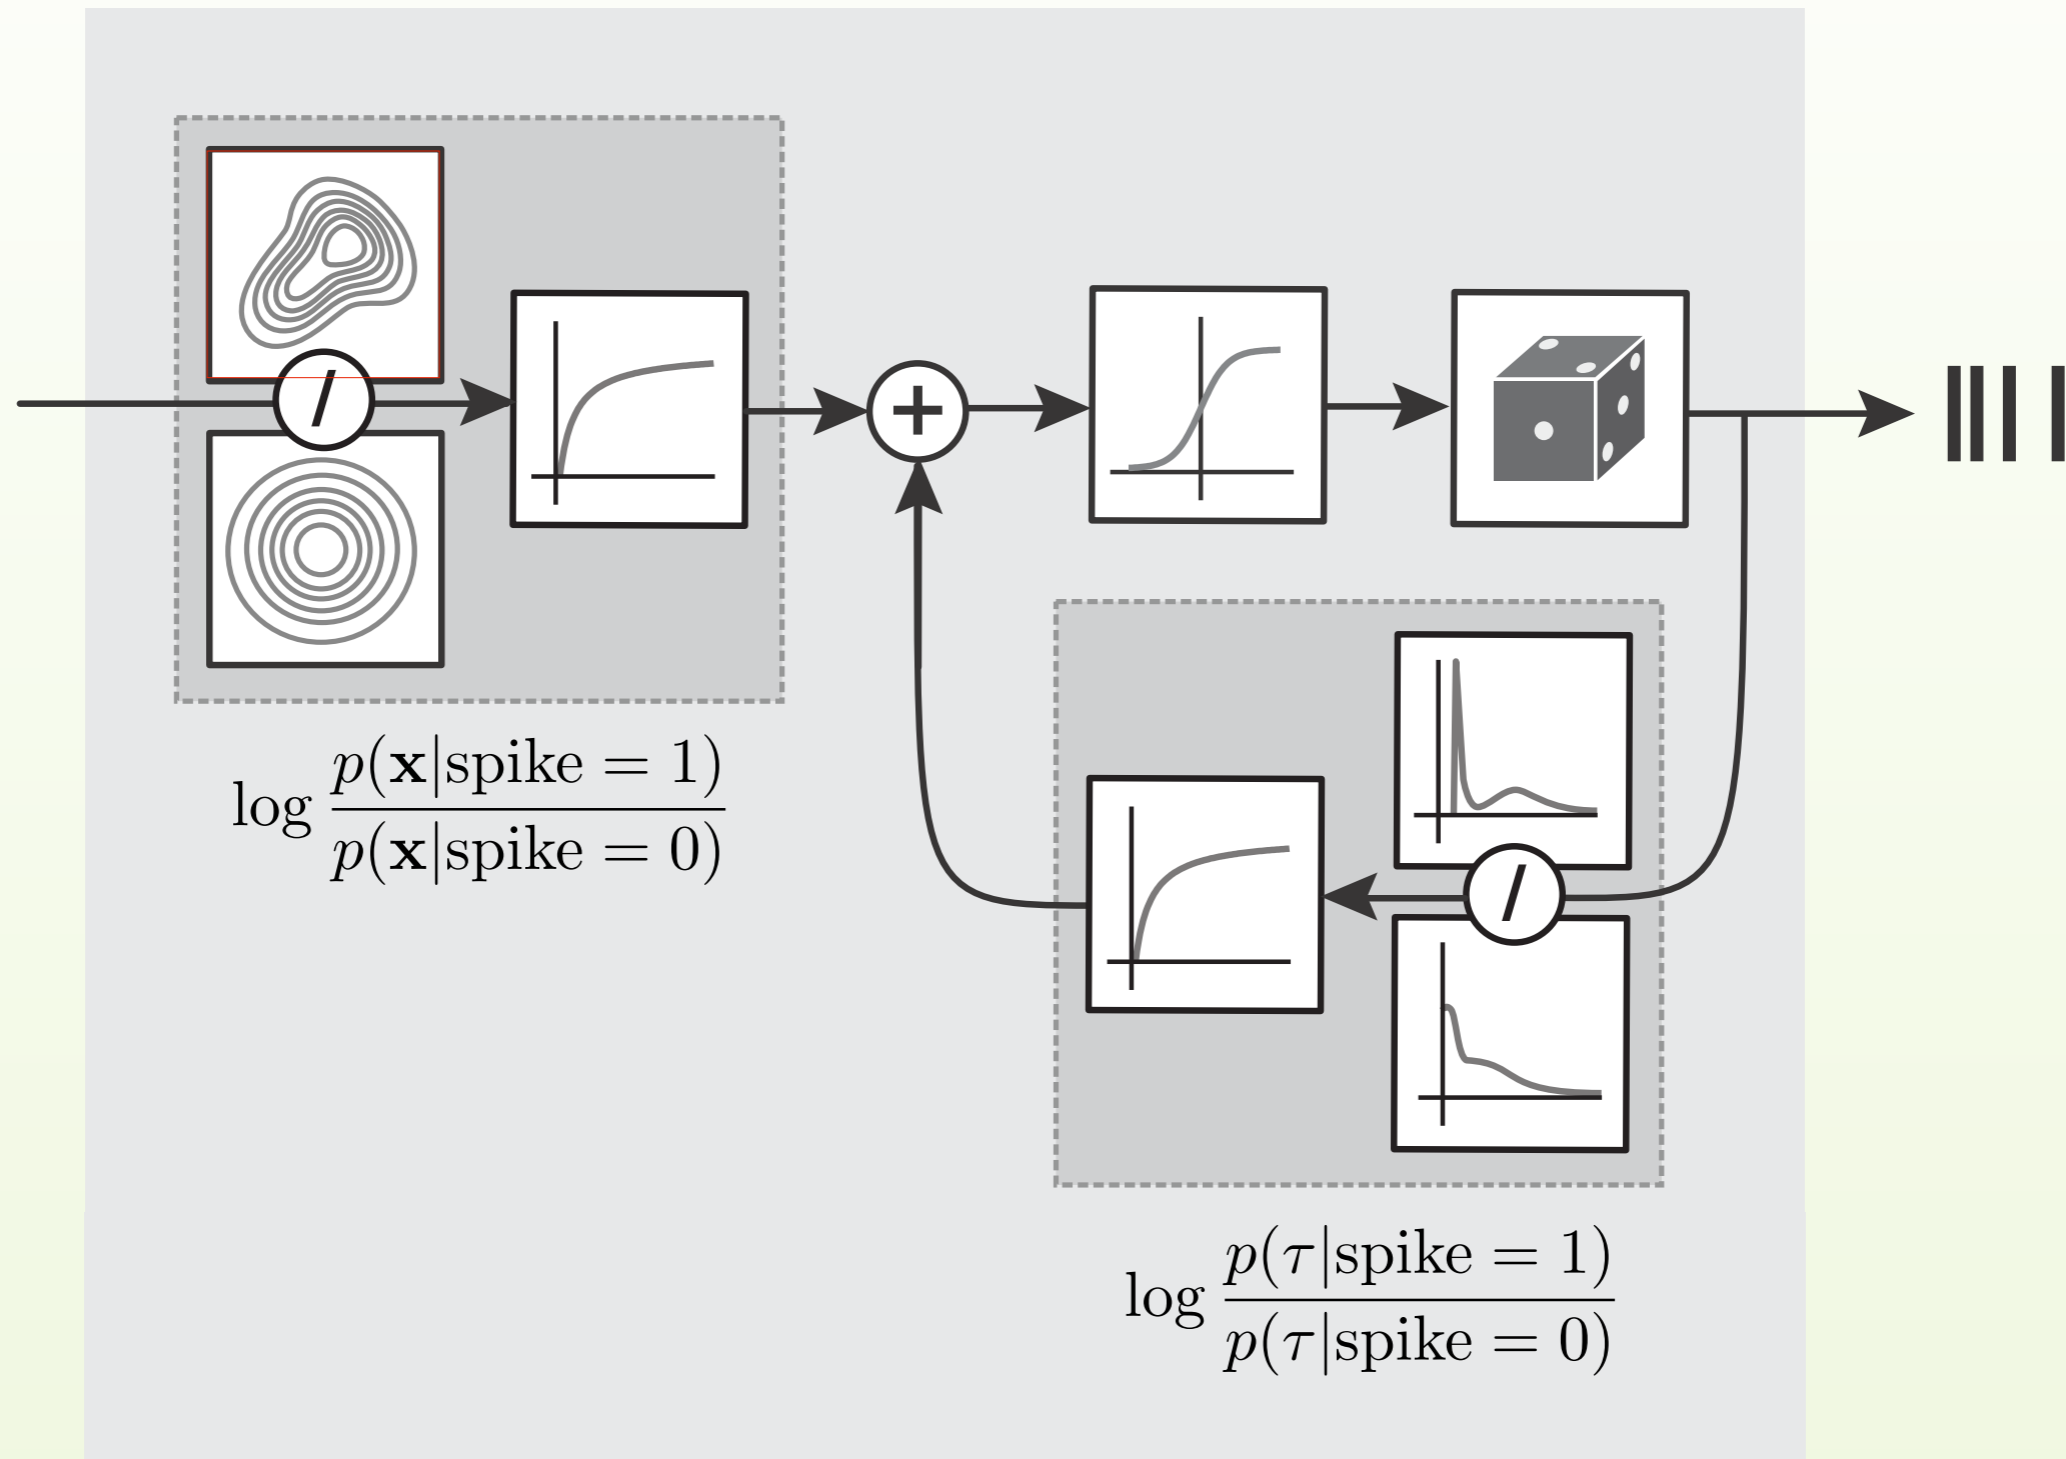 /
+
log p(x|spike = 1)
p(x|spike = 0)
/
log p(τ|spike = 1)
p(τ|spike = 0)